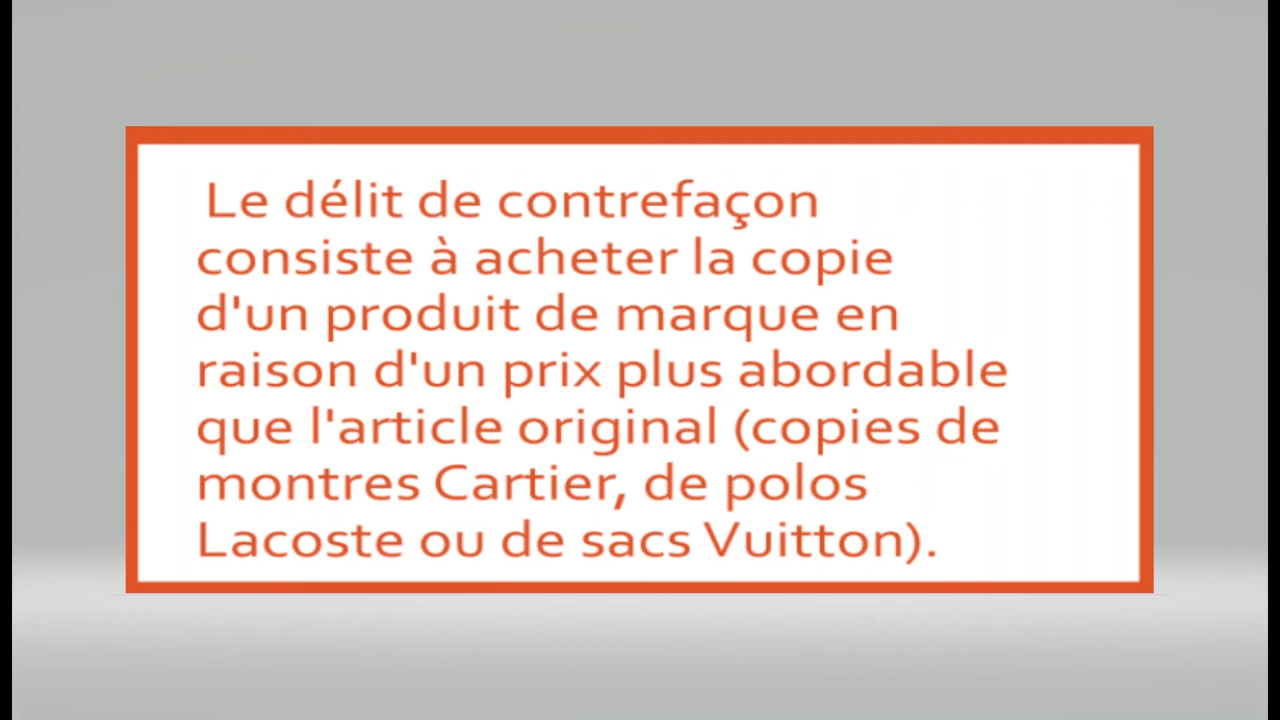 Le délit de contrefaçon
consiste à acheter la copie
d'un produit de marque en
raison d'un prix plus abordable
que l'article original (copies de
montres Cartier, de polos
Lacoste ou de sacs Vuitton).